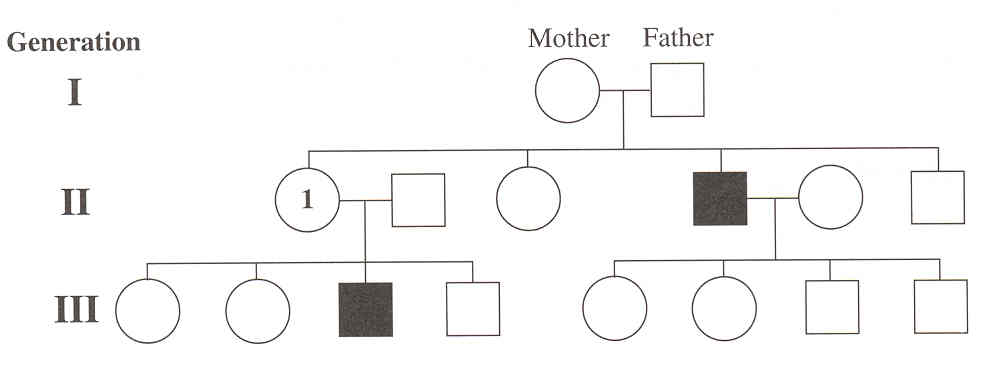 Generation
Mother Father
I
II
1
III